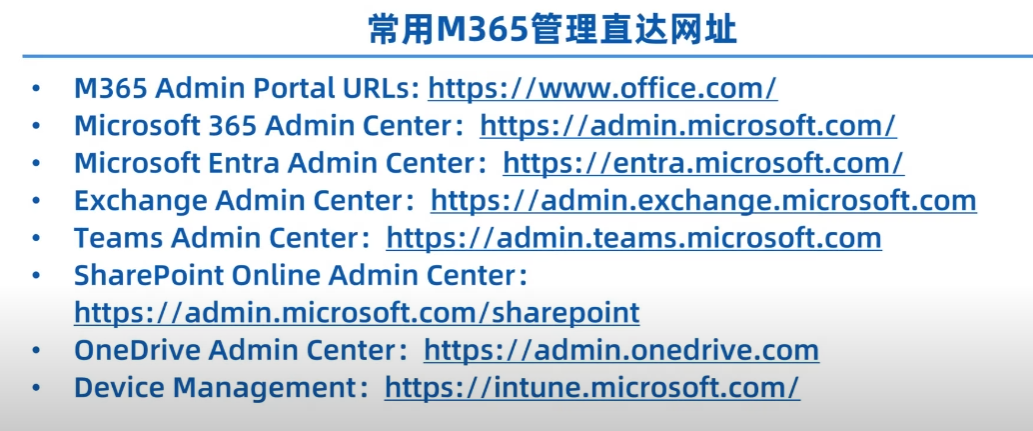 常用M365管理直达网址
• M365 Admin Portal URLs: https://www.office.com/
• Microsoft 365 Admin Center：https://admin.microsoft.com/
• Microsoft Entra Admin Center：https://entra.microsoft.com/
• Exchange Admin Center：https://admin.exchange.microsoft.com
• Teams Admin Center：https://admin.teams.microsoft.com
• SharePoint Online Admin Center：
https://admin.microsoft.com/sharepoint
• OneDrive Admin Center：https://admin.onedrive.com
• Device Management：https://intune.microsoft.com/